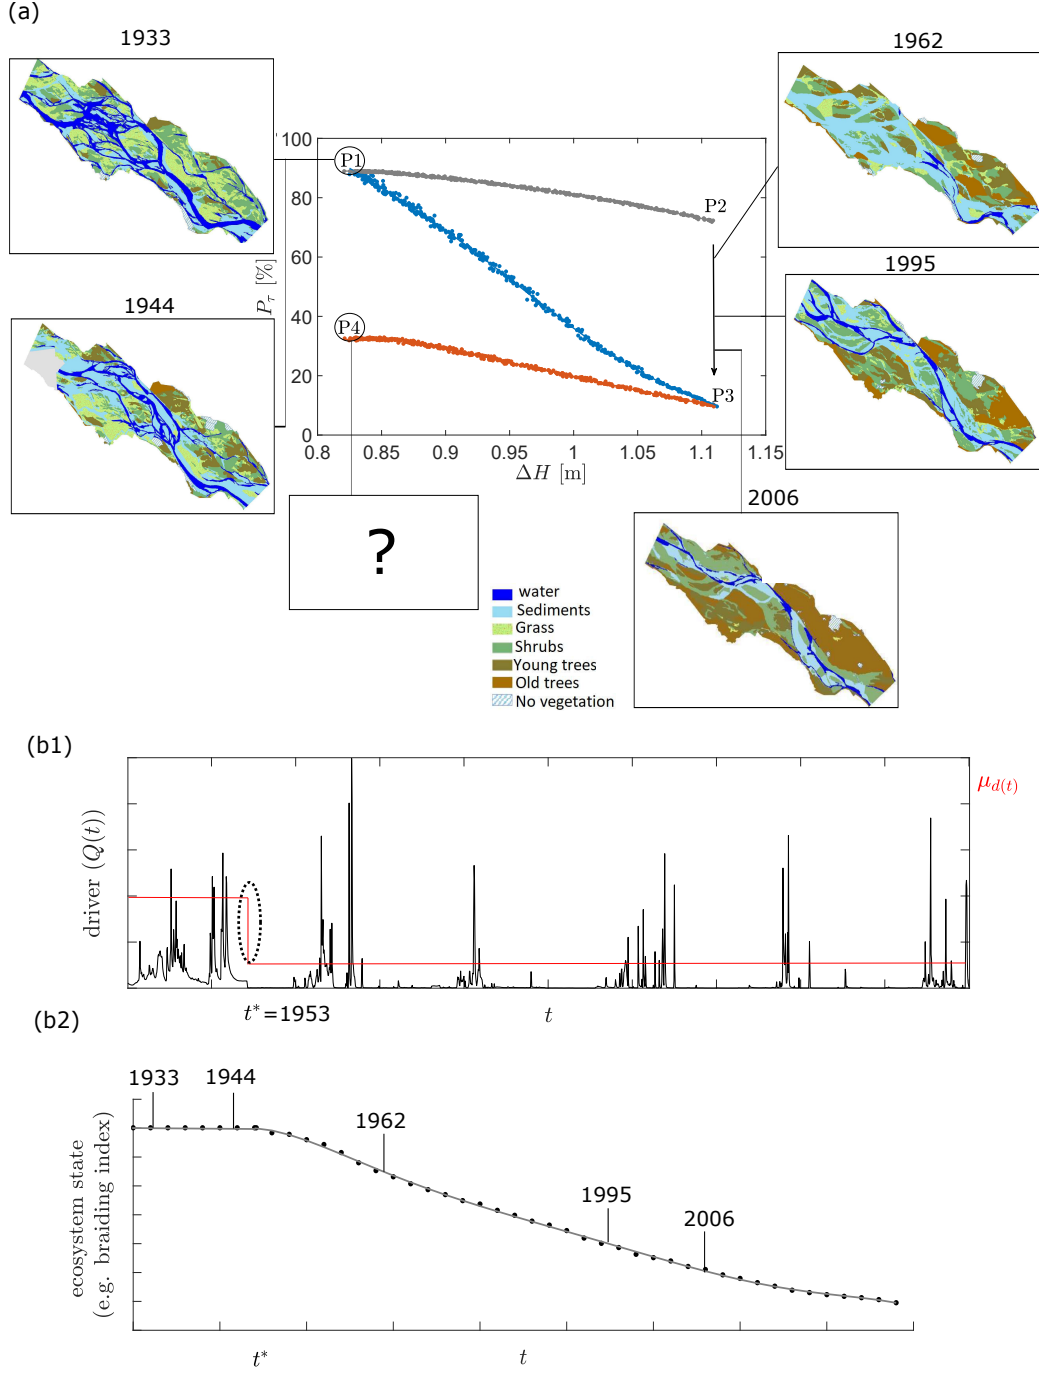 (a)
1933
1962
1944
1995
100
80
60
40
20
0
P_τ [%]
P1
P2
P4
P3
0.8
0.85
0.9
0.95
1
1.05
1.1
1.15
ΔH [m]
?
2006
water
Sediments
Grass
Shrubs
Young trees
Old trees
No vegetation
(b1)
driver (Q(t))
μ_d(t)
t*=1953
t
(b2)
ecosystem state
(e.g. braiding index)
1933
1944
1962
1995
2006
t*
t